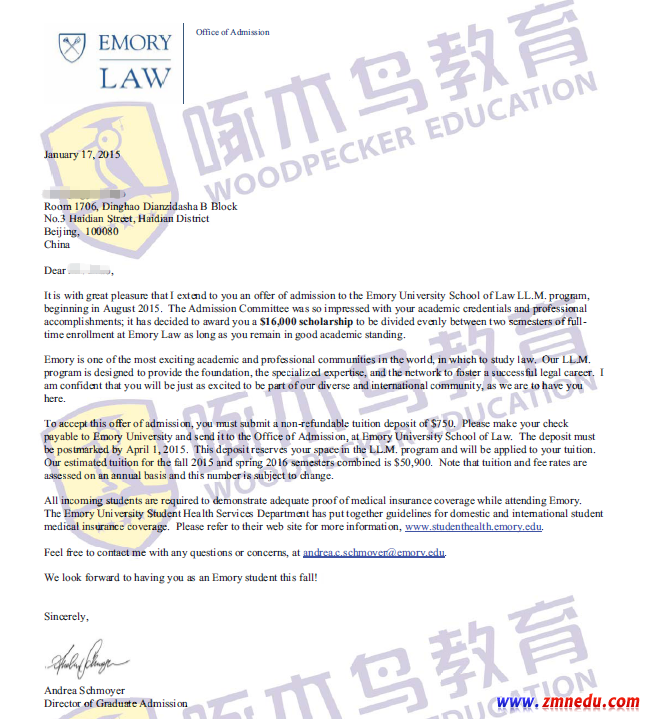 EMORY
LAW
Office of Admission
啄木鸟教育
WOODPECKER EDUCATION
January 17, 2015
Room 1706, Dinghao Dianzidasha B Block
No.3 Haidian Street, Haidian District
Beijing, 100080
China
Dear
,
It is with great pleasure that I extend to you an offer of admission to the Emory University School of Law LL.M. program,
beginning in August 2015. The Admission Committee was so impressed with your academic credentials and professional
accomplishments; it has decided to award you a $16,000 scholarship to be divided evenly between two semesters of full-
time enrollment at Emory Law as long as you remain in good academic standing.
Emory is one of the most exciting academic and professional communities in the world, in which to study law. Our LL.M.
program is designed to provide the foundation, the specialized expertise, and the network to foster a successful legal career. I
am confident that you will be just as excited to be part of our diverse and international community, as we are to have you
here.
To accept this offer of admission, you must submit a non-refundable tuition deposit of $750. Please make your check
payable to Emory University and send it to the Office of Admission, at Emory University School of Law. The deposit must
be postmarked by April 1, 2015. This deposit reserves your space in the LL.M. program and will be applied to your tuition.
Our estimated tuition for the fall 2015 and spring 2016 semesters combined is $50,900. Note that tuition and fee rates are
assessed on an annual basis and this number is subject to change.
All incoming students are required to demonstrate adequate proof of medical insurance coverage while attending Emory.
The Emory University Student Health Services Department has put together guidelines for domestic and international student
medical insurance coverage. Please refer to their web site for more information, www.studenthealth.emory.edu.
Feel free to contact me with any questions or concerns, at andrea.c.schmoyer@emory.edu.
We look forward to having you as an Emory student this fall!
Sincerely,
Andrea Schmoyer
Director of Graduate Admission
啄木鸟教育
WOODPECKER EDUCATION
啄木鸟教育
WOODPECKER EDUCATION
www.zmnedu.com